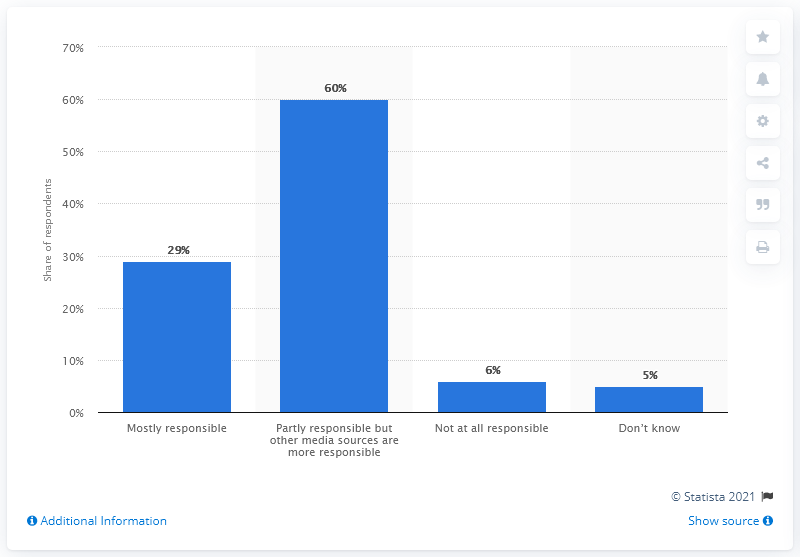 70%
60%
50%
40%
30%
20%
10%
0%
Share of respondents
29%
60%
6%
5%
Mostly responsible
Partly responsible but
other media sources are
more responsible
Not at all responsible
Don’t know
© Statista 2021
Additional Information
Show source